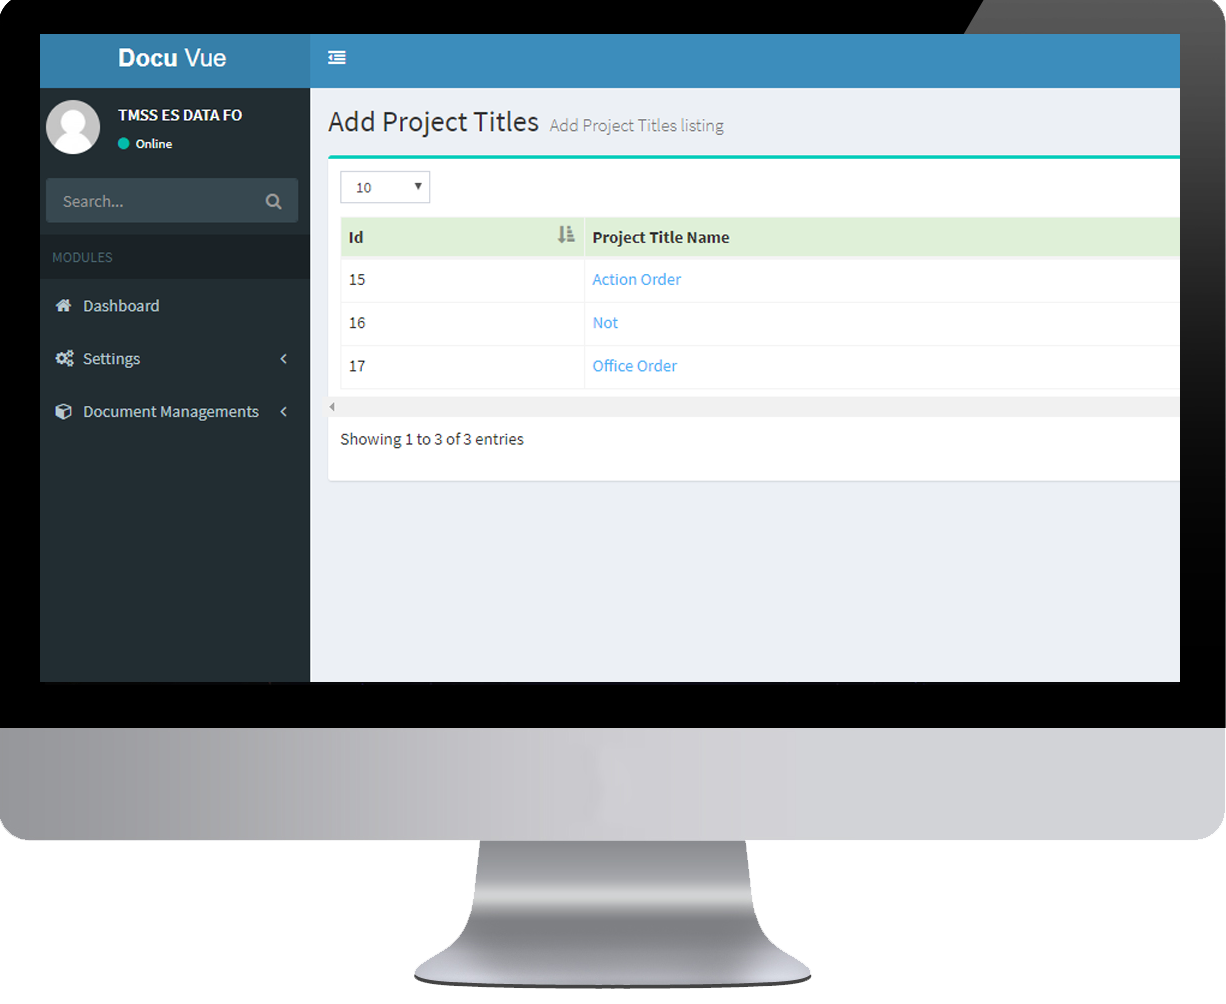 Docu Vue
TMSS ES DATA FO
Online
Search...
MODULES
Dashboard
Settings
Document Managements
Add Project Titles Add Project Titles listing
10
Id Project Title Name
15 Action Order
16 Not
17 Office Order
Showing 1 to 3 of 3 entries